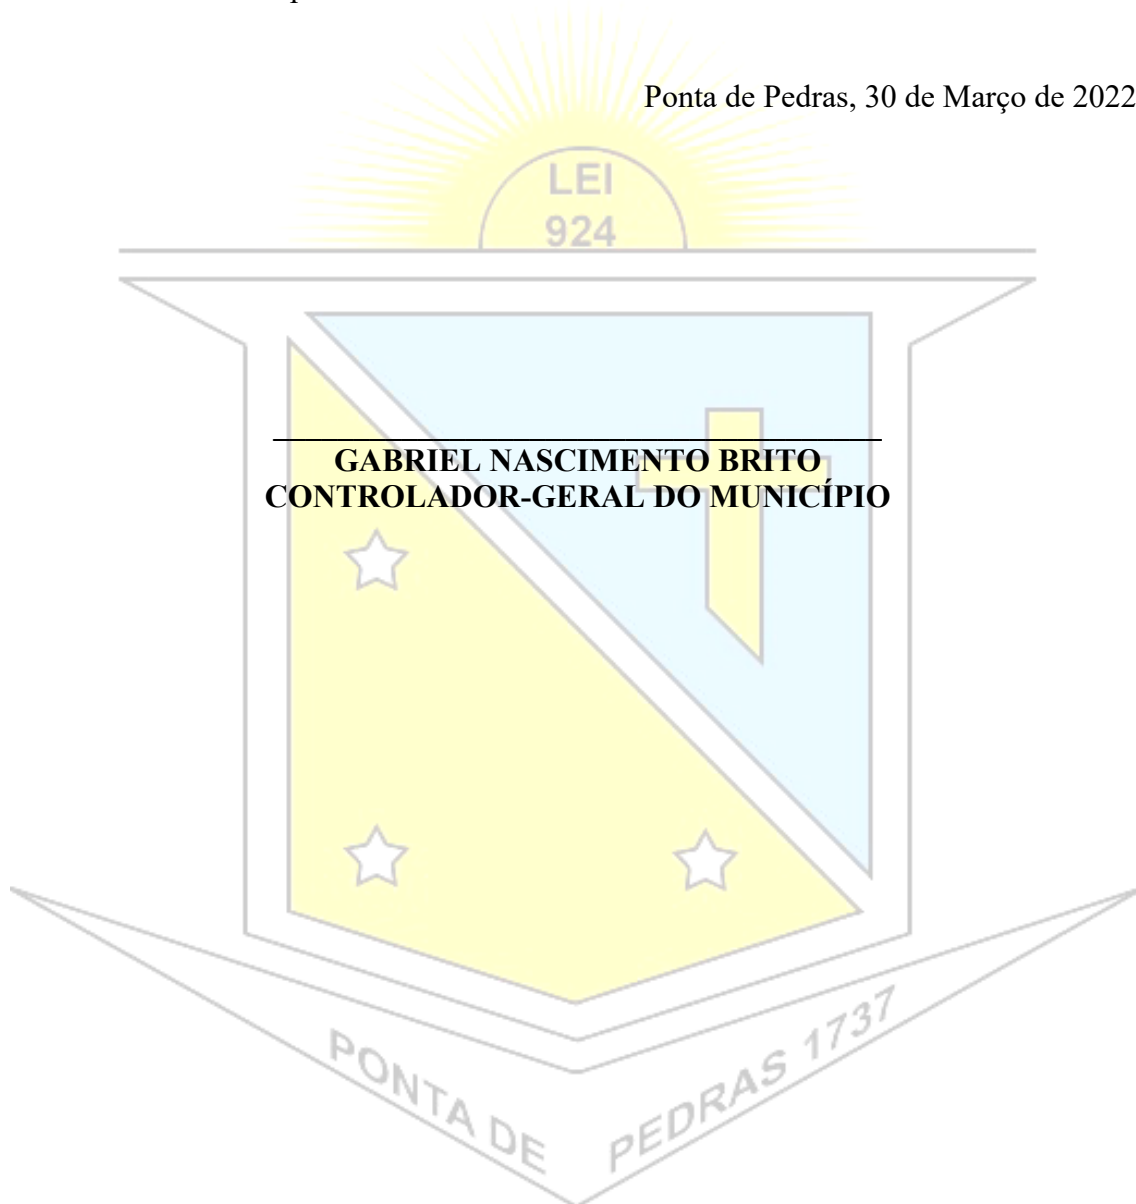 Ponta de Pedras, 30 de Março de 2022
LEI
924
GABRIEL NASCIMENTO BRITO
CONTROLADOR-GERAL DO MUNICÍPIO
PONTA DE PEDRAS 1737